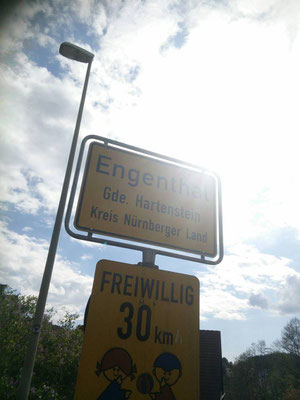 Engenthal
Gde. Hartenstein
Kreis Nürnberger Land
FREIWILLIG
30 km/h